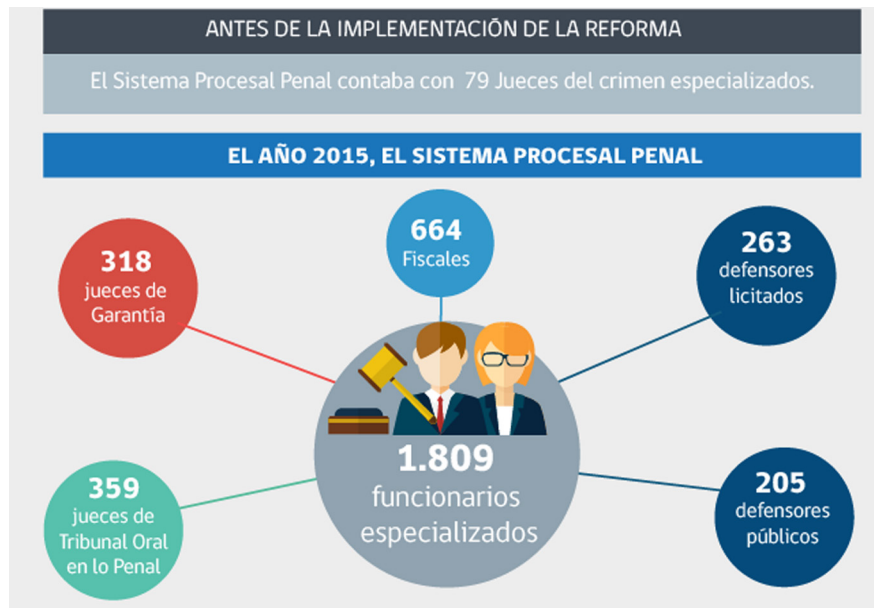 ANTES DE LA IMPLEMENTACIÓN DE LA REFORMA
El Sistema Procesal Penal contaba con 79 Jueces del crimen especializados.
EL AÑO 2015, EL SISTEMA PROCESAL PENAL
664
Fiscales
318
jueces de
Garantía
263
defensores
licitados
1.809
funcionarios
especializados
359
jueces de
Tribunal Oral
en lo Penal
205
defensores
públicos